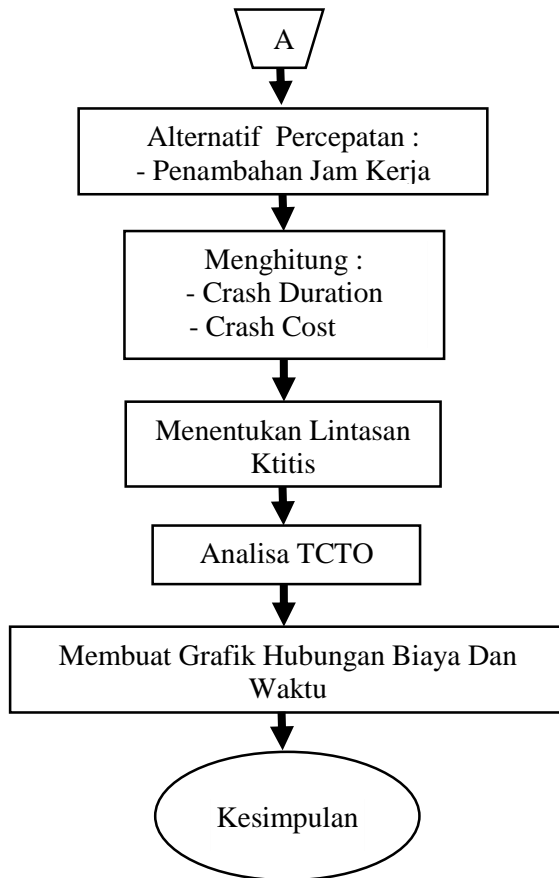 A
Alternatif Percepatan :
- Penambahan Jam Kerja
Menghitung :
- Crash Duration
- Crash Cost
Menentukan Lintasan
Ktitis
Analisa TCTO
Membuat Grafik Hubungan Biaya Dan
Waktu
Kesimpulan